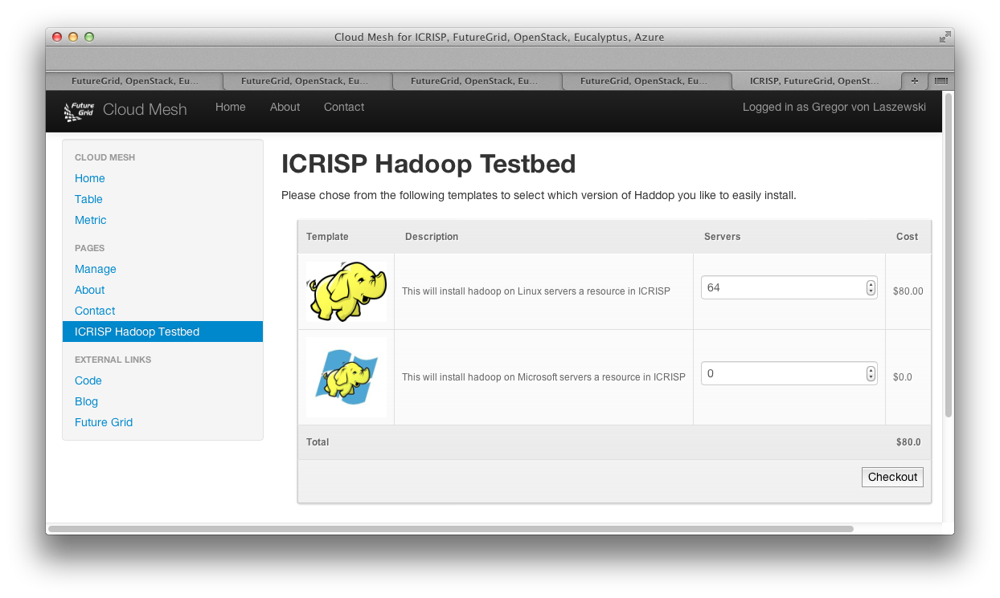 Cloud Mesh for ICRISP, FutureGrid, OpenStack, Eucalyptus, Azure
FutureGrid, OpenStack, Eu... FutureGrid, OpenStack, Eu... FutureGrid, OpenStack, Eu... FutureGrid, OpenStack, Eu... ICRISP, FutureGrid, OpenSt... +
Future Grid Cloud Mesh Home About Contact Logged in as Gregor von Laszewski
CLOUD MESH
Home
Table
Metric
PAGES
Manage
About
Contact
ICRISP Hadoop Testbed
EXTERNAL LINKS
Code
Blog
Future Grid
ICRISP Hadoop Testbed
Please chose from the following templates to select which version of Haddop you like to easily install.
Template Description Servers Cost
This will install hadoop on Linux servers a resource in ICRISP 64 $80.00
This will install hadoop on Microsoft servers a resource in ICRISP 0 $0.0
Total $80.0
Checkout